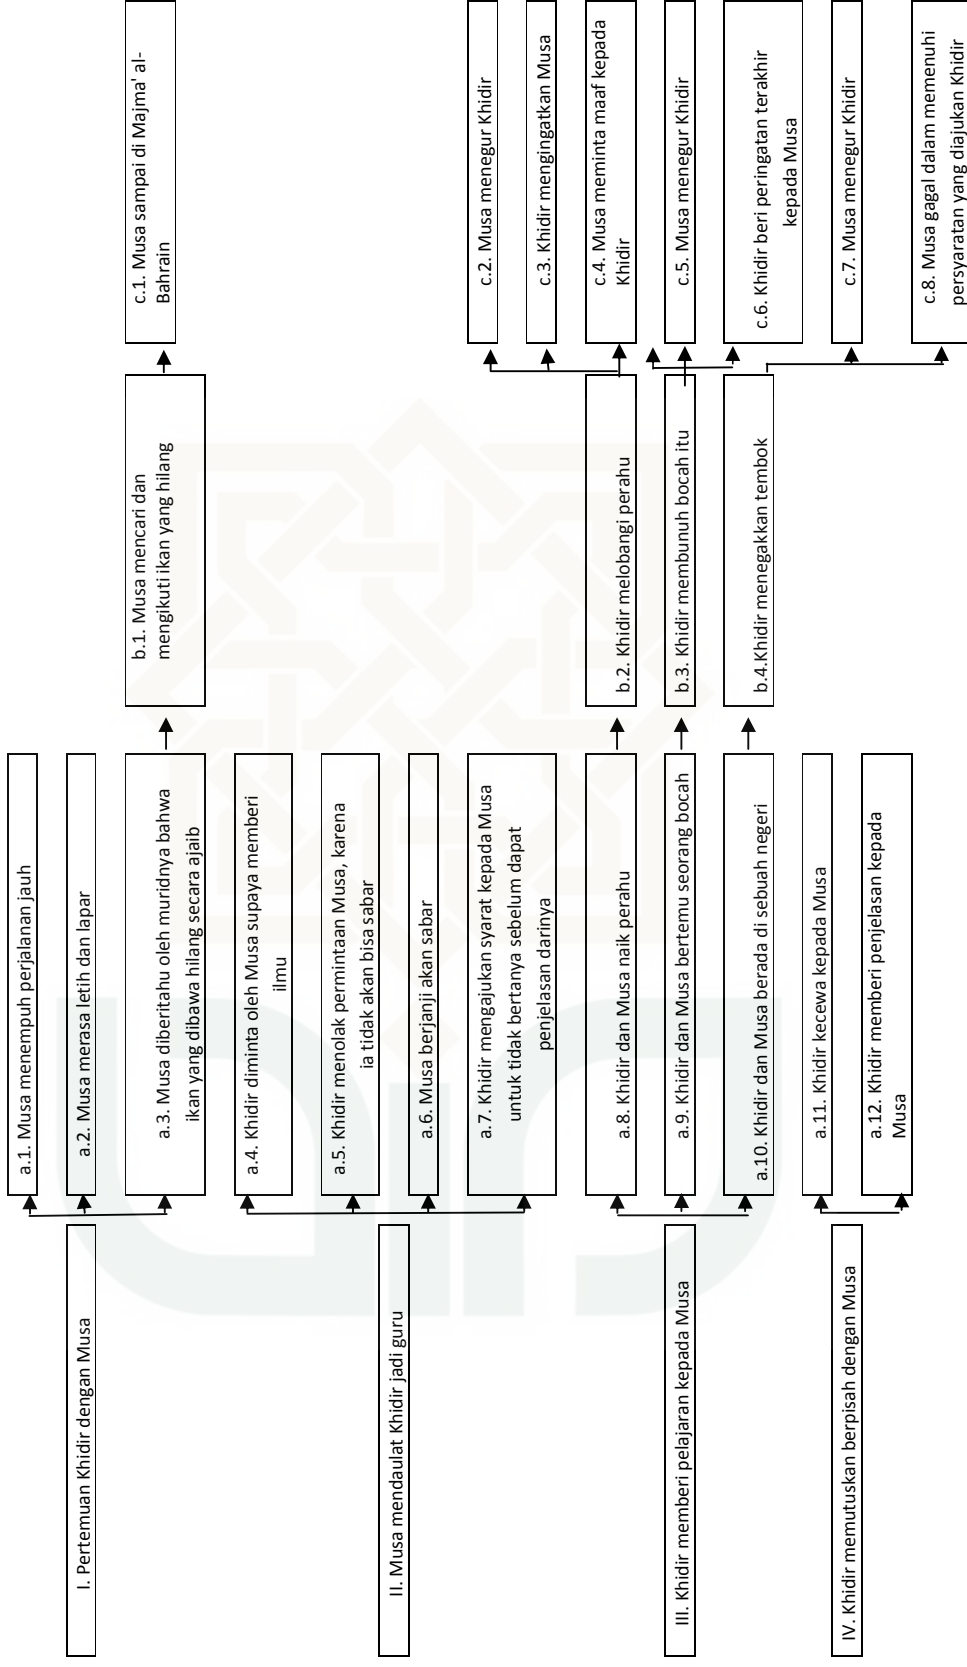 I. Pertemuan Khidir dengan Musa
II. Musa mendaulat Khidir jadi guru
III. Khidir memberi pelajaran kepada Musa
IV. Khidir memutuskan berpisah dengan Musa
a.1. Musa menempuh perjalanan jauh
a.2. Musa merasa letih dan lapar
a.3. Musa diberitahu oleh muridnya bahwa
ikan yang dibawa hilang secara ajaib
a.4. Khidir diminta oleh Musa supaya memberi
ilmu
a.5. Khidir menolak permintaan Musa, karena
ia tidak akan bisa sabar
a.6. Musa berjanji akan sabar
a.7. Khidir mengajukan syarat kepada Musa
untuk tidak bertanya sebelum dapat
penjelasan darinya
a.8. Khidir dan Musa naik perahu
a.9. Khidir dan Musa bertemu seorang bocah
a.10. Khidir dan Musa berada di sebuah negeri
a.11. Khidir kecewa kepada Musa
a.12. Khidir memberi penjelasan kepada
Musa
b.1. Musa mencari dan
mengikuti ikan yang hilang
b.2. Khidir melobangi perahu
b.3. Khidir membunuh bocah itu
b.4.Khidir menegakkan tembok
c.1. Musa sampai di Majma' al-
Bahrain
c.2. Musa menegur Khidir
c.3. Khidir mengingatkan Musa
c.4. Musa meminta maaf kepada
Khidir
c.5. Musa menegur Khidir
c.6. Khidir beri peringatan terakhir
kepada Musa
c.7. Musa menegur Khidir
c.8. Musa gagal dalam memenuhi
persyaratan yang diajukan Khidir